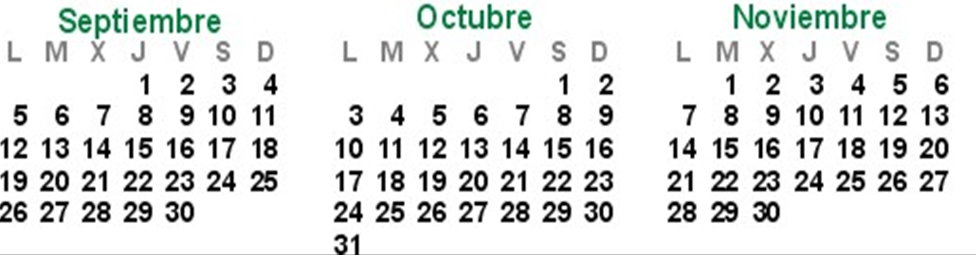 Septiembre Octubre Noviembre
L M X J V S D L M X J V S D L M X J V S D
1 2 3 4 1 2 1 2 3 4 5 6
5 6 7 8 9 10 11 3 4 5 6 7 8 9 7 8 9 10 11 12 13
12 13 14 15 16 17 18 10 11 12 13 14 15 16 14 15 16 17 18 19 20
19 20 21 22 23 24 25 17 18 19 20 21 22 23 21 22 23 24 25 26 27
26 27 28 29 30 24 25 26 27 28 29 30 28 29 30
31